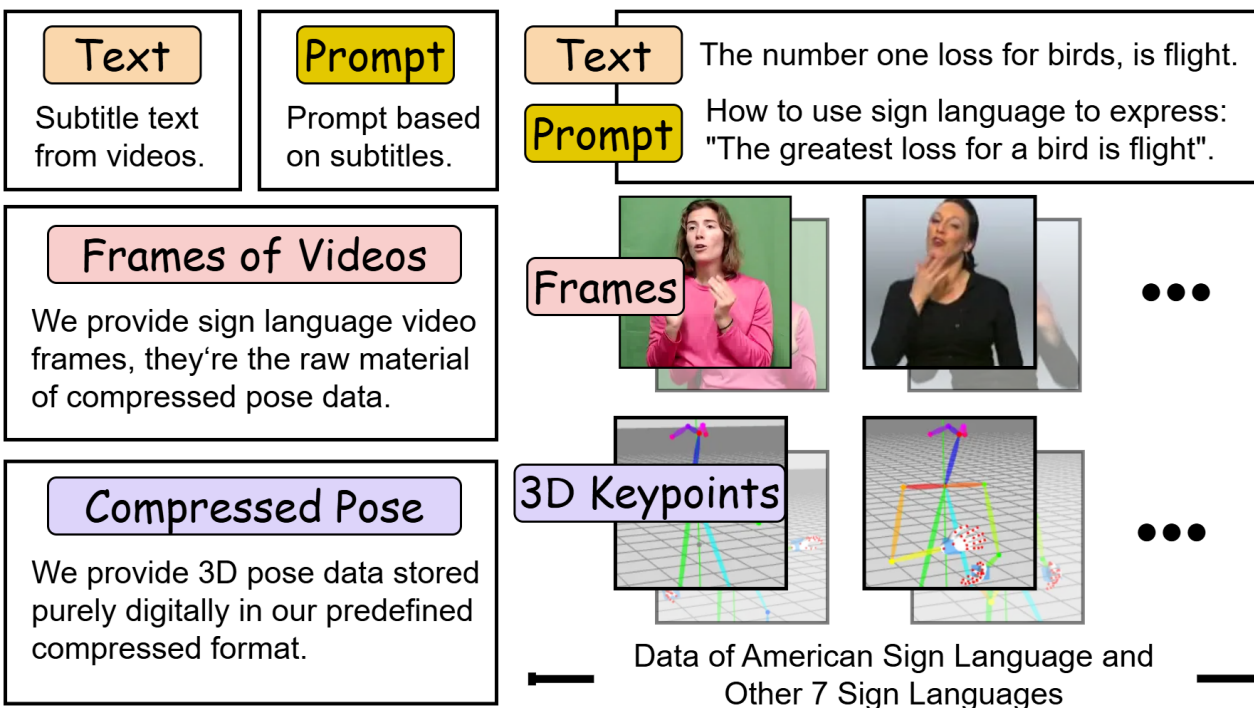 Text
Subtitle text
from videos.
Prompt
Prompt based
on subtitles.
Frames of Videos
We provide sign language video
frames, they‘re the raw material
of compressed pose data.
Compressed Pose
We provide 3D pose data stored
purely digitally in our predefined
compressed format.
Text
The number one loss for birds, is flight.
Prompt
How to use sign language to express:
"The greatest loss for a bird is flight".
Frames
3D Keypoints
Data of American Sign Language and
Other 7 Sign Languages